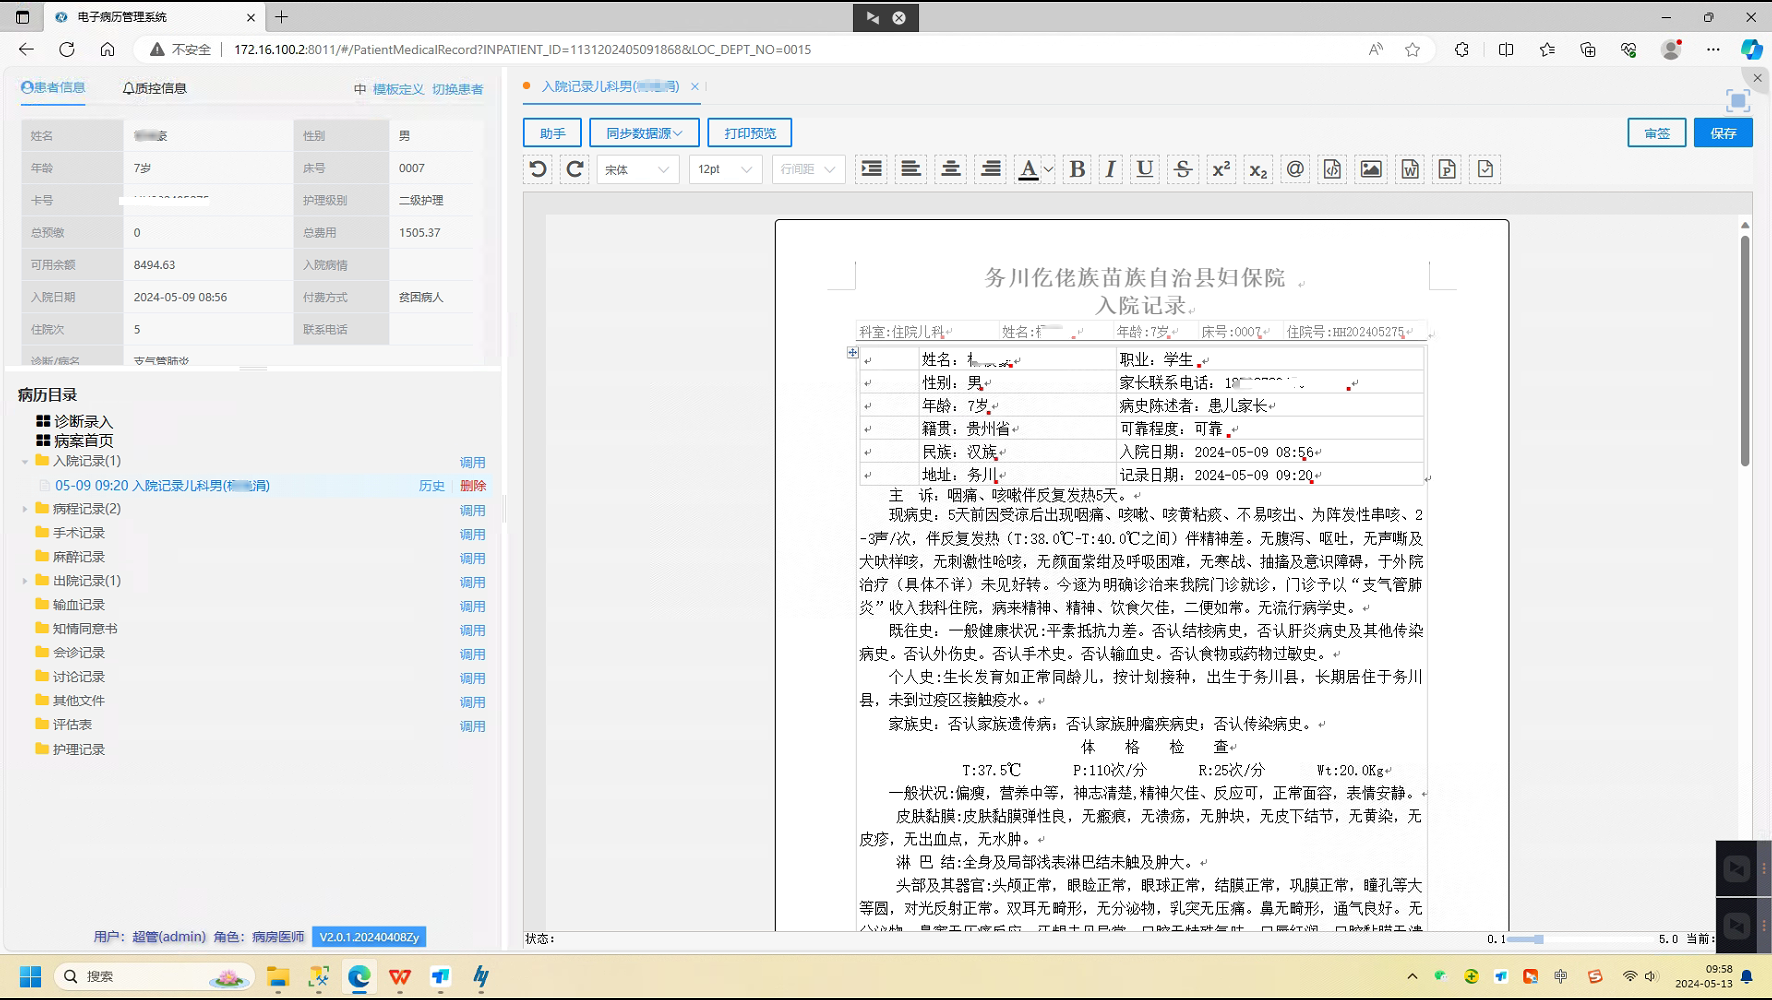 电子病历管理系统
不安全 172.16.100.2:8011/#/PatientMedicalRecord?INPATIENT_ID=1131202405091868&LOC_DEPT_NO=0015
患者信息 质控信息 中 模板定义 切换患者
姓名 性别 男
年龄 7岁 床号 0007
卡号 护理级别 二级护理
总预缴 0 总费用 1505.37
可用余额 8494.63 入院病情
入院日期 2024-05-09 08:56 付费方式 贫困病人
住院次 5 联系电话
诊断/病名 支气管肺炎
病历目录
诊断录入
病案首页
入院记录(1) 调用
05-09 09:20 入院记录儿科男( 涓) 历史 删除
病程记录(2) 调用
手术记录 调用
麻醉记录 调用
出院记录(1) 调用
输血记录 调用
知情同意书 调用
会诊记录 调用
讨论记录 调用
其他文件 调用
评估表 调用
护理记录
用户: 超管(admin) 角色: 病房医师 V2.0.1.20240408Zy
入院记录儿科男( 涓)
助手 同步数据源 打印预览 审签 保存
宋体 12pt 行间距
务川仡佬族苗族自治县妇保院
入院记录
科室:住院儿科 姓名: 年龄:7岁 床号:0007 住院号:HH202405275
姓名: 职业: 学生
性别: 男 家长联系电话:
年龄: 7岁 病史陈述者: 患儿家长
籍贯: 贵州省 可靠程度: 可靠
民族: 汉族 入院日期: 2024-05-09 08:56
地址: 务川 记录日期: 2024-05-09 09:20
主 诉: 咽痛、咳嗽伴反复发热5天。
现病史: 5天前因受凉后出现咽痛、咳嗽、咳黄粘痰、不易咳出、为阵发性串咳、2
-3声/次, 伴反复发热 (T:38.0℃-T:40.0℃之间) 伴精神差。无腹泻、呕吐, 无声嘶及
犬吠样咳, 无刺激性呛咳, 无颜面紫绀及呼吸困难, 无寒战、抽搐及意识障碍, 于外院
治疗 (具体不详) 未见好转。今逐为明确诊治来我院门诊就诊, 门诊予以“支气管肺
炎”收入我科住院, 病来精神、精神、饮食欠佳, 二便如常。无流行病学史。
既往史: 一般健康状况:平素抵抗力差。否认结核病史, 否认肝炎病史及其他传染
病史。否认外伤史。否认手术史。否认输血史。否认食物或药物过敏史。
个人史:生长发育如正常同龄儿, 按计划接种, 出生于务川县, 长期居住于务川
县, 未到过疫区接触疫水。
家族史: 否认家族遗传病; 否认家族肿瘤疾病史; 否认传染病史。
体 格 检 查
T:37.5℃ P:110次/分 R:25次/分 Wt:20.0Kg
一般状况:偏瘦, 营养中等, 神志清楚,精神欠佳、反应可, 正常面容, 表情安静。
皮肤黏膜:皮肤黏膜弹性良, 无瘢痕, 无溃疡, 无肿块, 无皮下结节, 无黄染, 无
皮疹, 无出血点, 无水肿。
淋 巴 结:全身及局部浅表淋巴结未触及肿大。
头部及其器官:头颅正常, 眼睑正常, 眼球正常, 结膜正常, 巩膜正常, 瞳孔等大
等圆, 对光反射正常。双耳无畸形, 无分泌物, 乳突无压痛。鼻无畸形, 通气良好。无
状态: 0.1 5.0 当前:
搜索
中
09:58
2024-05-13